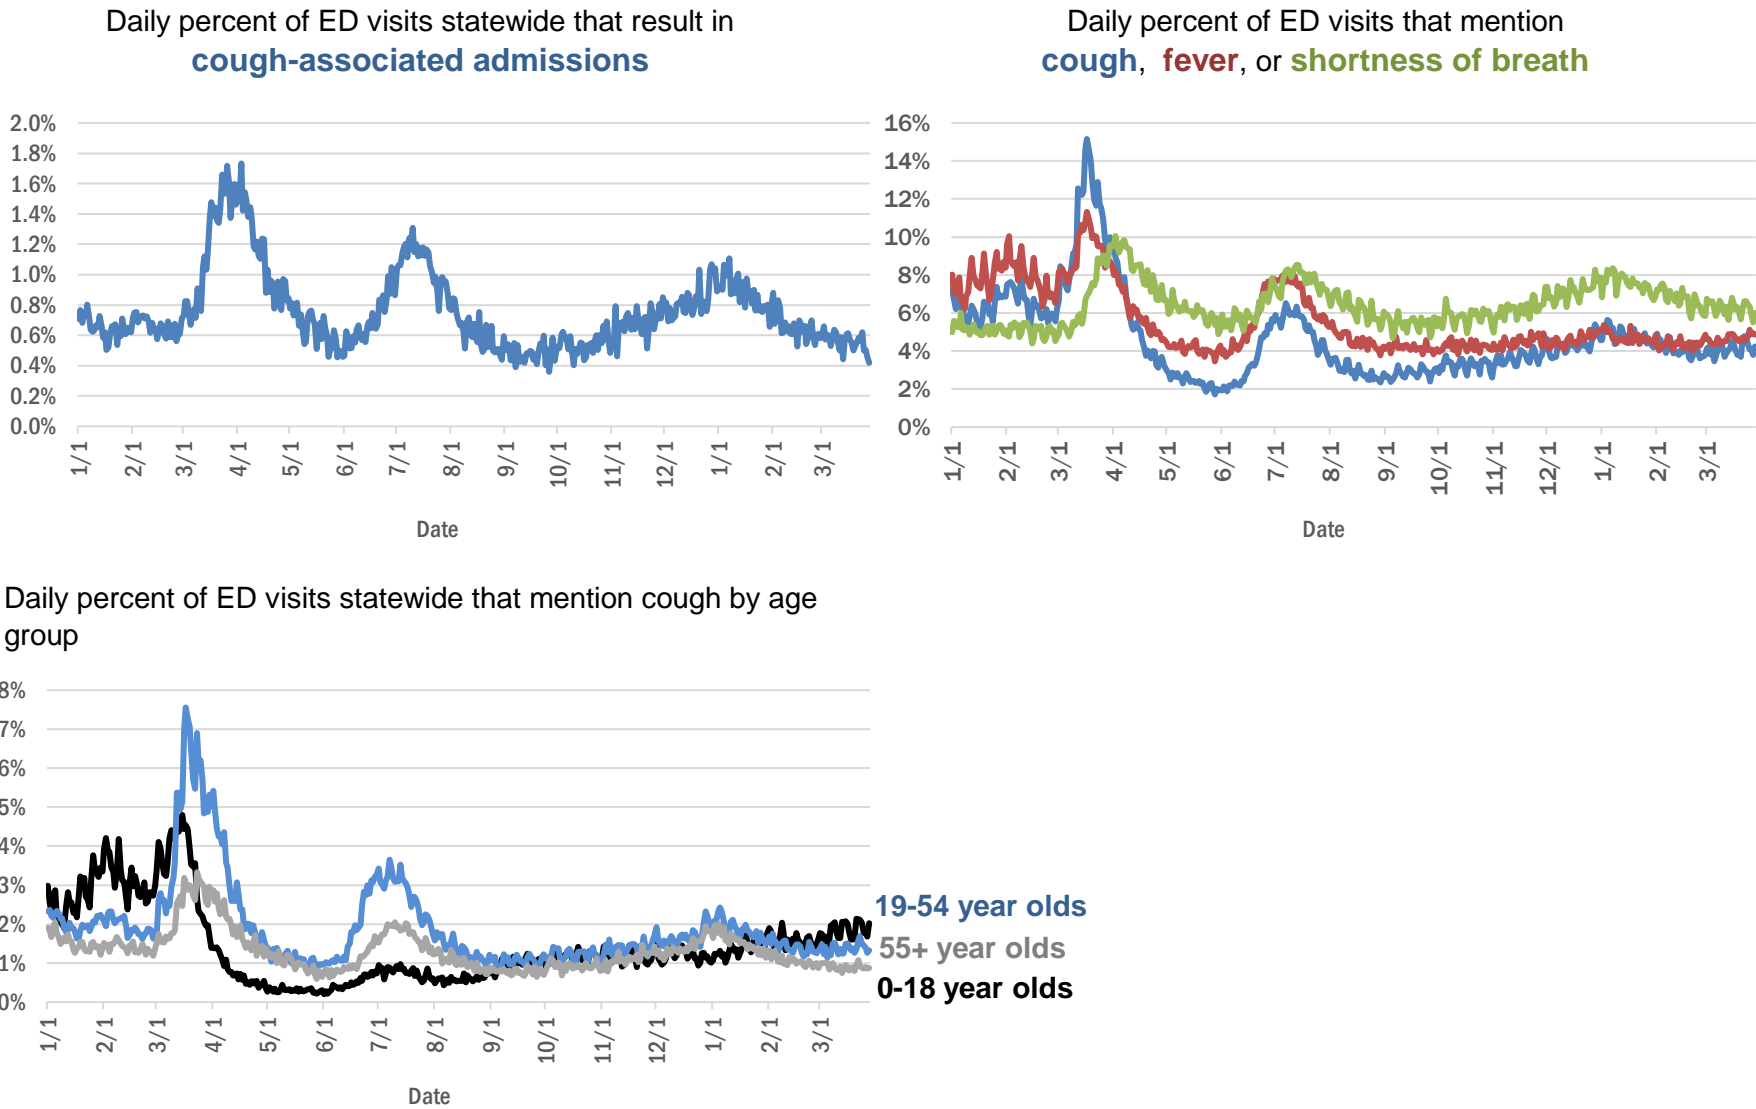 Daily percent of ED visits statewide that result in
cough-associated admissions
2.0%
1.8%
1.6%
1.4%
1.2%
1.0%
0.8%
0.6%
0.4%
0.2%
0.0%
1/1 2/1 3/1 4/1 5/1 6/1 7/1 8/1 9/1 10/1 11/1 12/1 1/1 2/1 3/1
Date
Daily percent of ED visits that mention
cough, fever, or shortness of breath
16%
14%
12%
10%
8%
6%
4%
2%
0%
1/1 2/1 3/1 4/1 5/1 6/1 7/1 8/1 9/1 10/1 11/1 12/1 1/1 2/1 3/1
Date
Daily percent of ED visits statewide that mention cough by age
group
8%
7%
6%
5%
4%
3%
2%
1%
0%
1/1 2/1 3/1 4/1 5/1 6/1 7/1 8/1 9/1 10/1 11/1 12/1 1/1 2/1 3/1
Date
19-54 year olds
55+ year olds
0-18 year olds